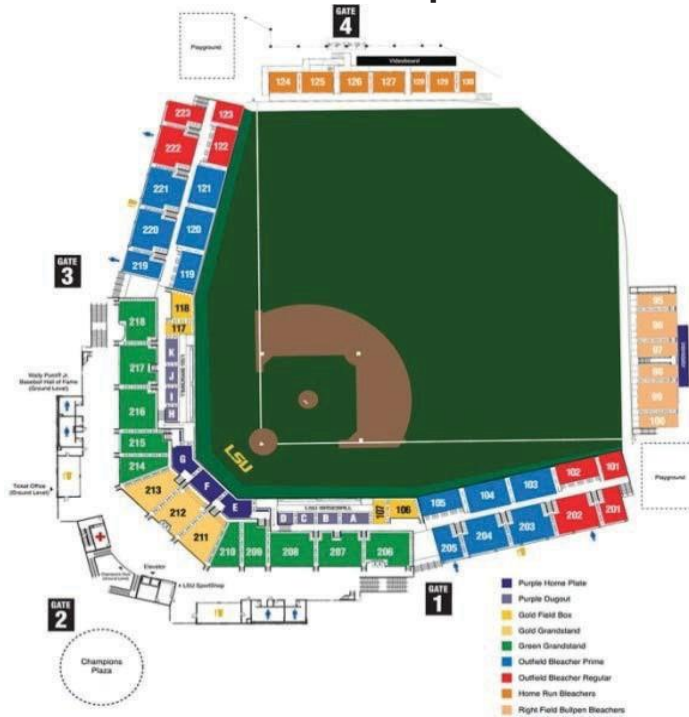 GATE
4
Playground
Videoboard
124 125 126 127 128 129 130
223 123
222 122
221 121
220 120
219 119
GATE
3
218
118
117
217
216
215
214
K
J
I
H
95
96
97
98
99
100
Wally Pontiff Jr.
Baseball Hall of Fame
(Ground Level)
Ticket Office
(Ground Level)
LSU
G
F
E
213
212
211
D C B A
107 106
105 104 103 102 101
205 204 203 202 201
210 209 208 207 206
Playground
Elevator
LSU SportShop
GATE
1
GATE
2
Champions
Plaza
Purple Home Plate
Purple Dugout
Gold Field Box
Gold Grandstand
Green Grandstand
Outfield Bleacher Prime
Outfield Bleacher Regular
Home Run Bleachers
Right Field Bullpen Bleachers